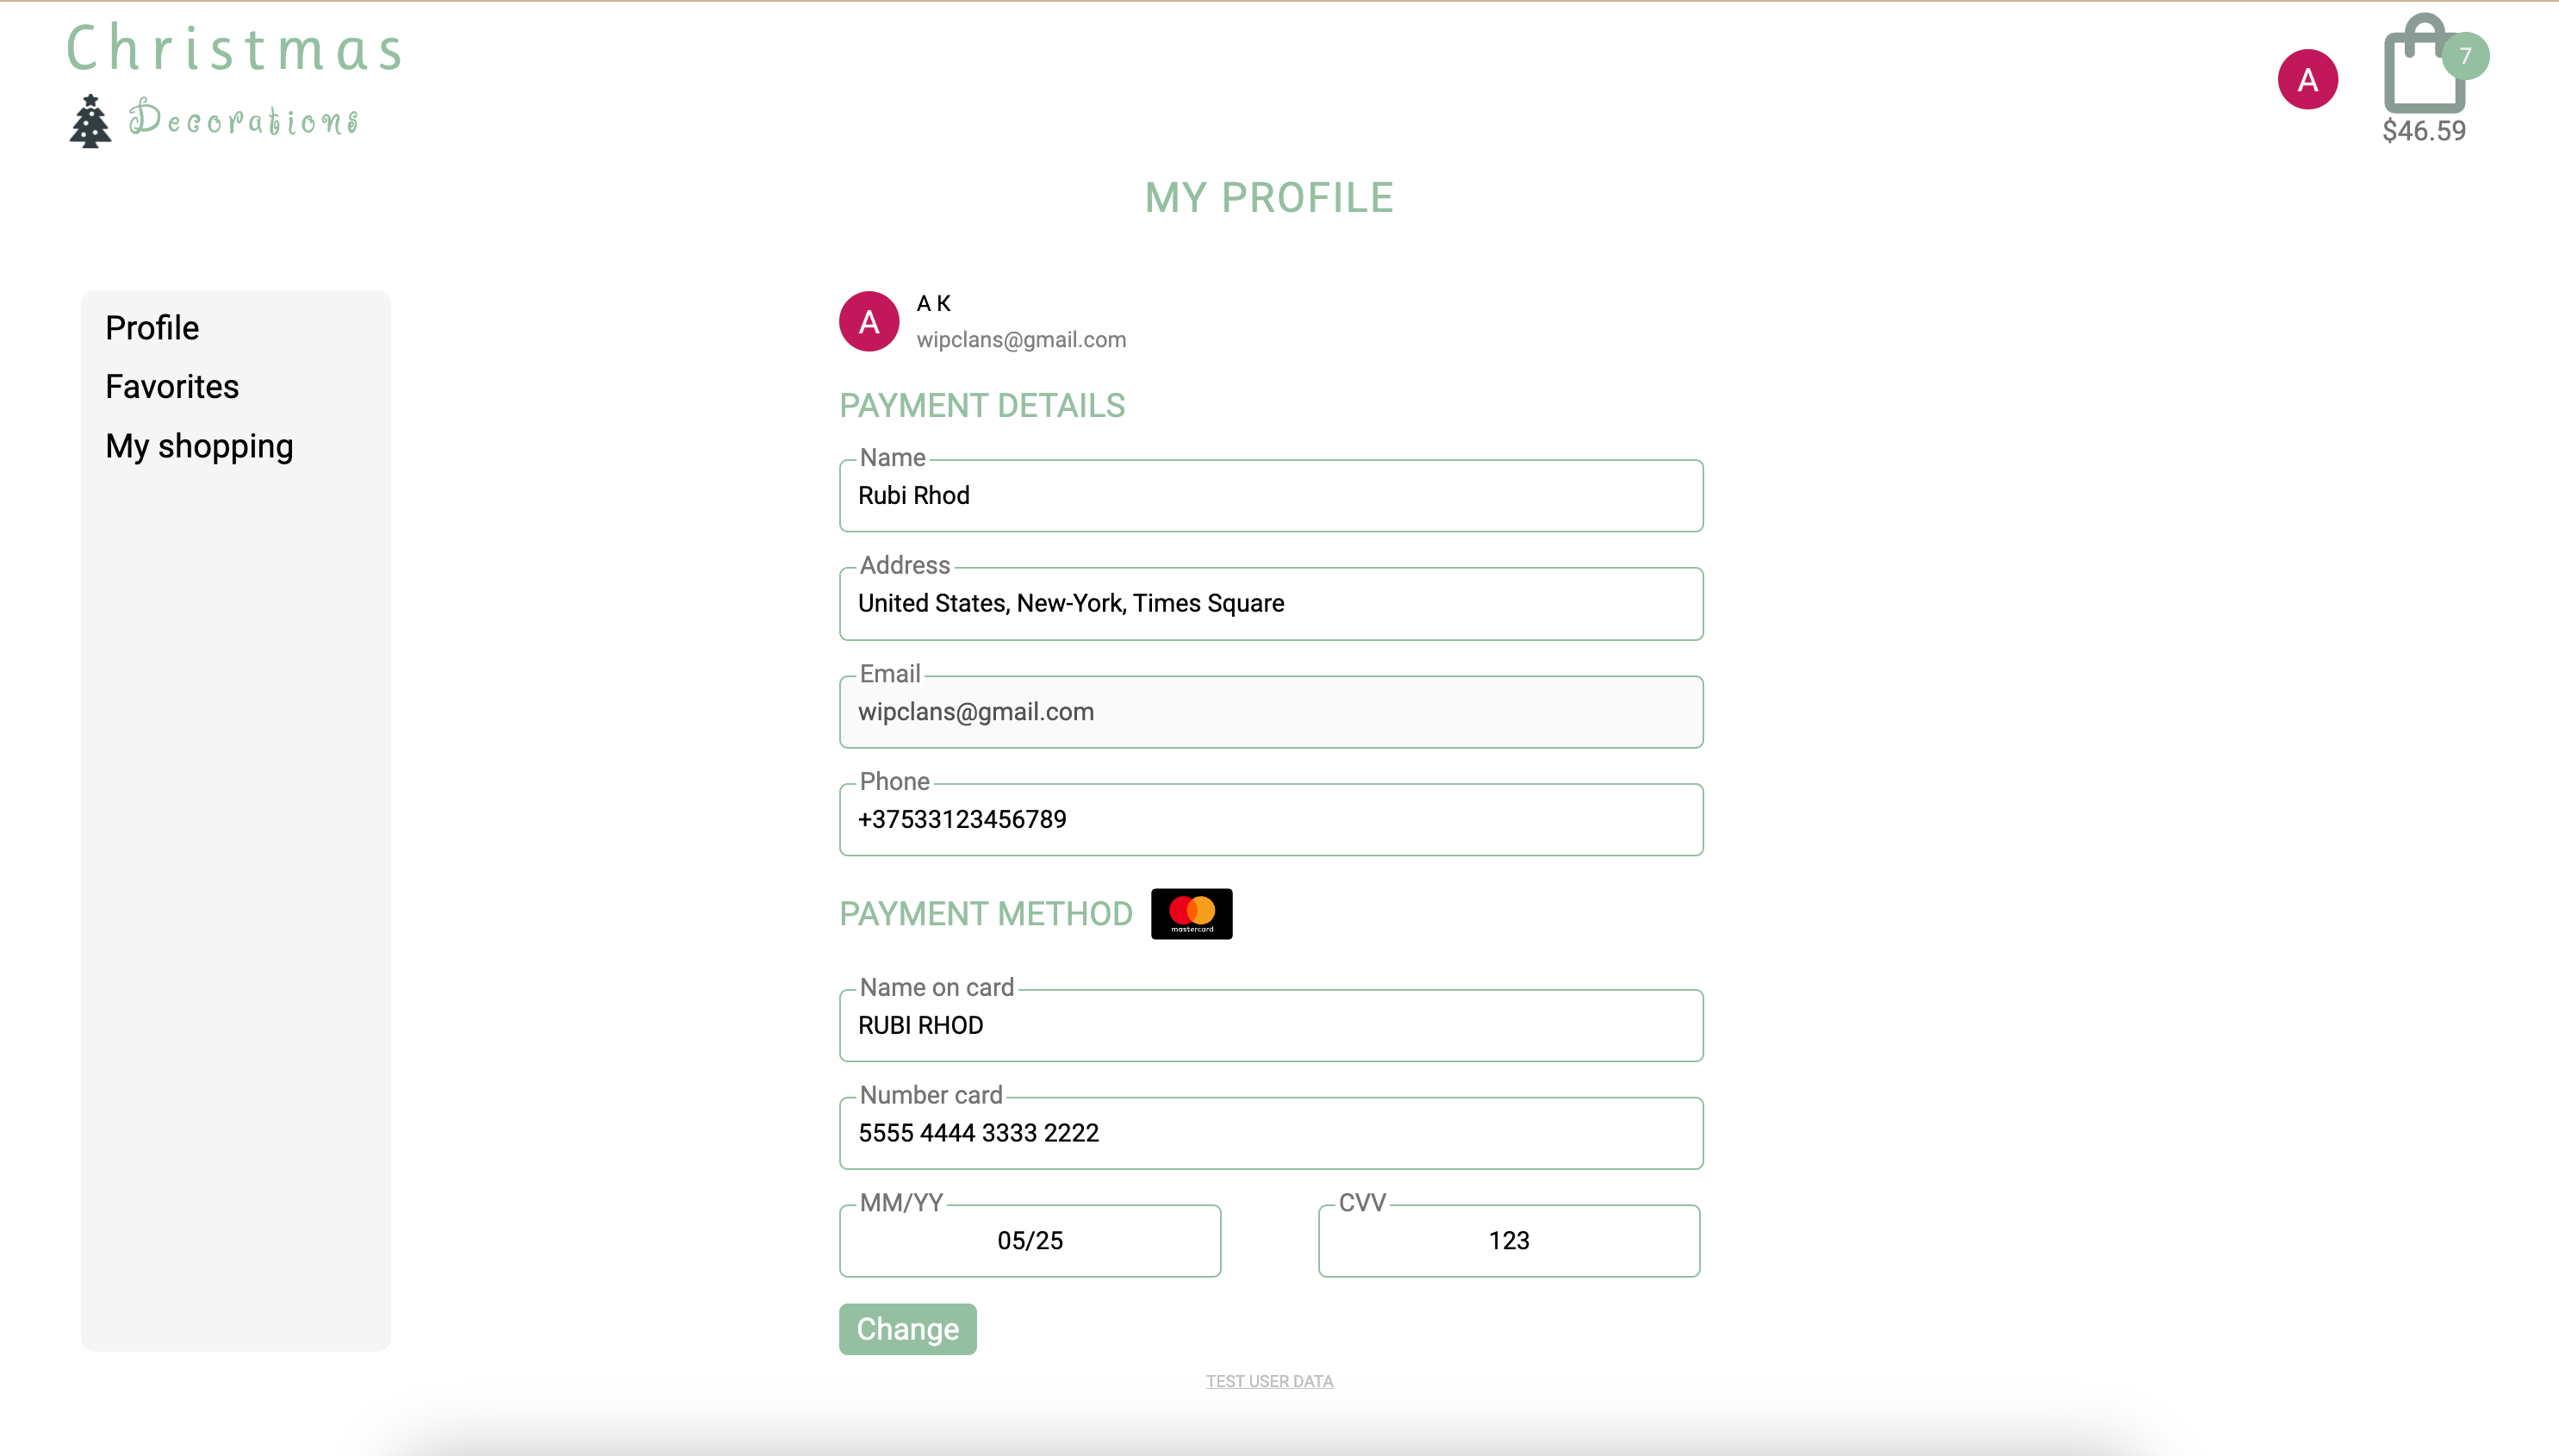 Christmas
Decorations
A
7
$46.59
MY PROFILE
Profile
Favorites
My shopping
A
A K
wipclans@gmail.com
PAYMENT DETAILS
Name
Rubi Rhod
Address
United States, New-York, Times Square
Email
wipclans@gmail.com
Phone
+37533123456789
PAYMENT METHOD
mastercard
Name on card
RUBI RHOD
Number card
5555 4444 3333 2222
MM/YY
05/25
CVV
123
Change
TEST USER DATA